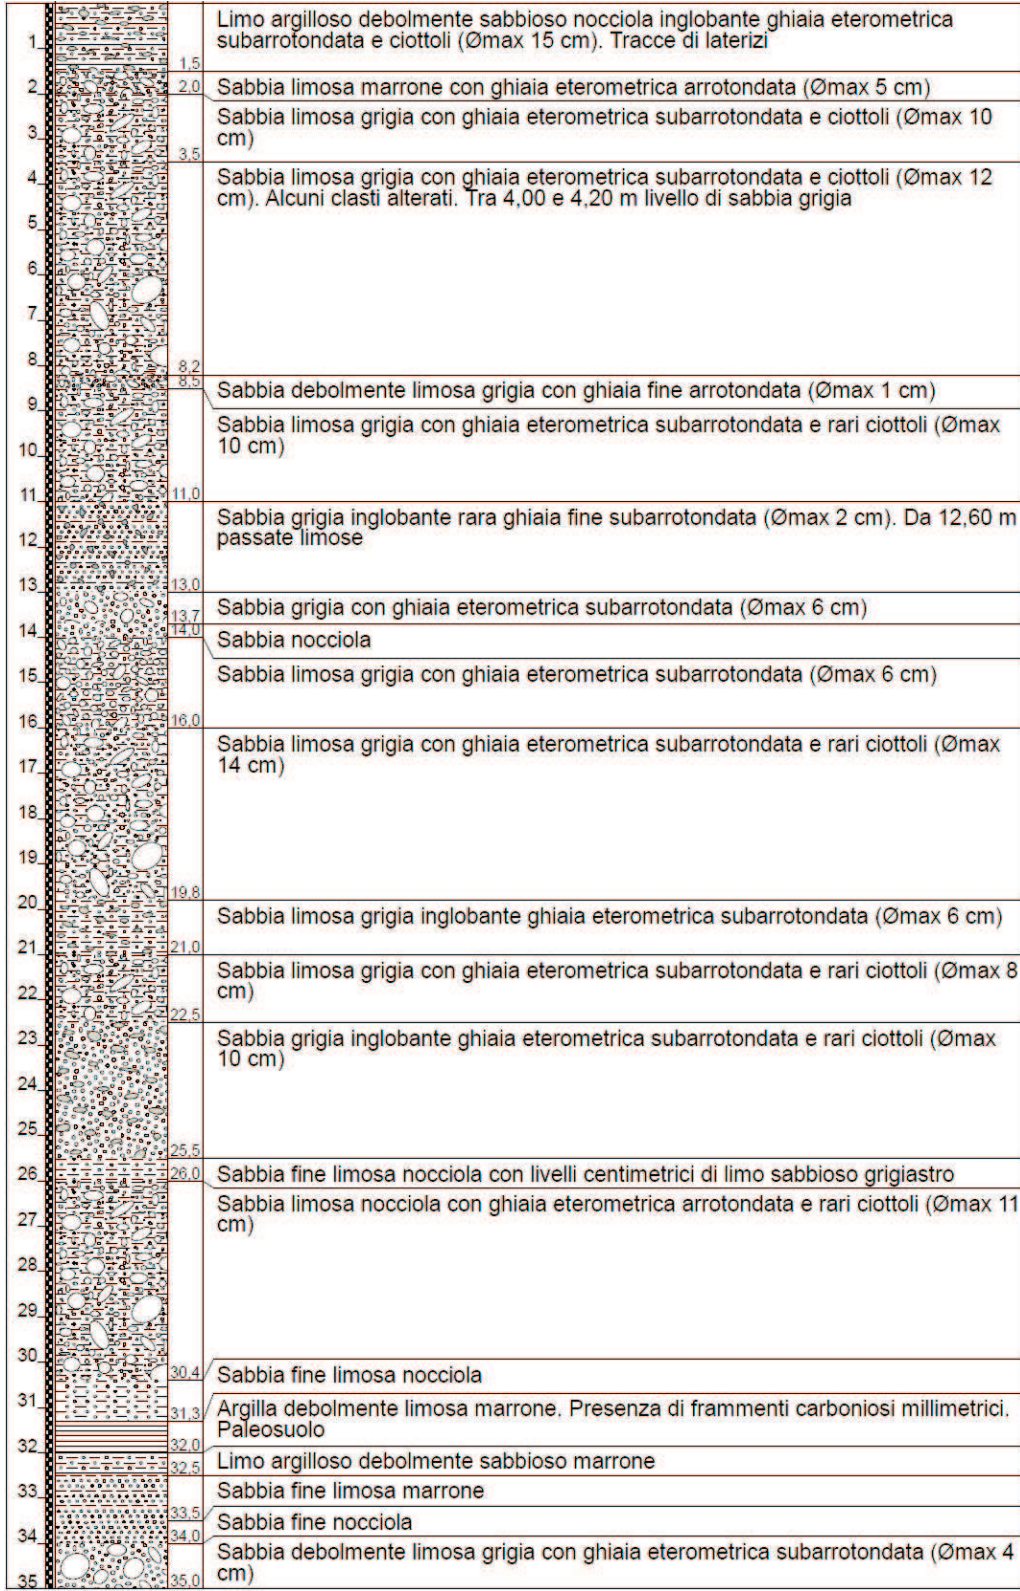 Limo argilloso debolmente sabbioso nocciola inglobante ghiaia eterometrica
subarrotondata e ciottoli (Ømax 15 cm). Tracce di laterizi
1
1,5
2
2,0
Sabbia limosa marrone con ghiaia eterometrica arrotondata (Ømax 5 cm)
Sabbia limosa grigia con ghiaia eterometrica subarrotondata e ciottoli (Ømax 10
cm)
3
3,5
4
Sabbia limosa grigia con ghiaia eterometrica subarrotondata e ciottoli (Ømax 12
cm). Alcuni clasti alterati. Tra 4,00 e 4,20 m livello di sabbia grigia
5
6
7
8
8,2
8,5
Sabbia debolmente limosa grigia con ghiaia fine arrotondata (Ømax 1 cm)
9
Sabbia limosa grigia con ghiaia eterometrica subarrotondata e rari ciottoli (Ømax
10 cm)
10
11
11,0
Sabbia grigia inglobante rara ghiaia fine subarrotondata (Ømax 2 cm). Da 12,60 m
passate limose
12
13
13,0
Sabbia grigia con ghiaia eterometrica subarrotondata (Ømax 6 cm)
13,7
14
14,0
Sabbia nocciola
15
Sabbia limosa grigia con ghiaia eterometrica subarrotondata (Ømax 6 cm)
16
16,0
Sabbia limosa grigia con ghiaia eterometrica subarrotondata e rari ciottoli (Ømax
14 cm)
17
18
19
19,8
20
Sabbia limosa grigia inglobante ghiaia eterometrica subarrotondata (Ømax 6 cm)
21
21,0
Sabbia limosa grigia con ghiaia eterometrica subarrotondata e rari ciottoli (Ømax 8
cm)
22
22,5
23
Sabbia grigia inglobante ghiaia eterometrica subarrotondata e rari ciottoli (Ømax
10 cm)
24
25
25,5
26
26,0
Sabbia fine limosa nocciola con livelli centimetrici di limo sabbioso grigiastro
Sabbia limosa nocciola con ghiaia eterometrica arrotondata e rari ciottoli (Ømax 11
cm)
27
28
29
30
30,4
Sabbia fine limosa nocciola
31
31,3
Argilla debolmente limosa marrone. Presenza di frammenti carboniosi millimetrici.
Paleosuolo
32
32,0
Limo argilloso debolmente sabbioso marrone
32,5
33
Sabbia fine limosa marrone
33,5
Sabbia fine nocciola
34
34,0
Sabbia debolmente limosa grigia con ghiaia eterometrica subarrotondata (Ømax 4
cm)
35
35,0